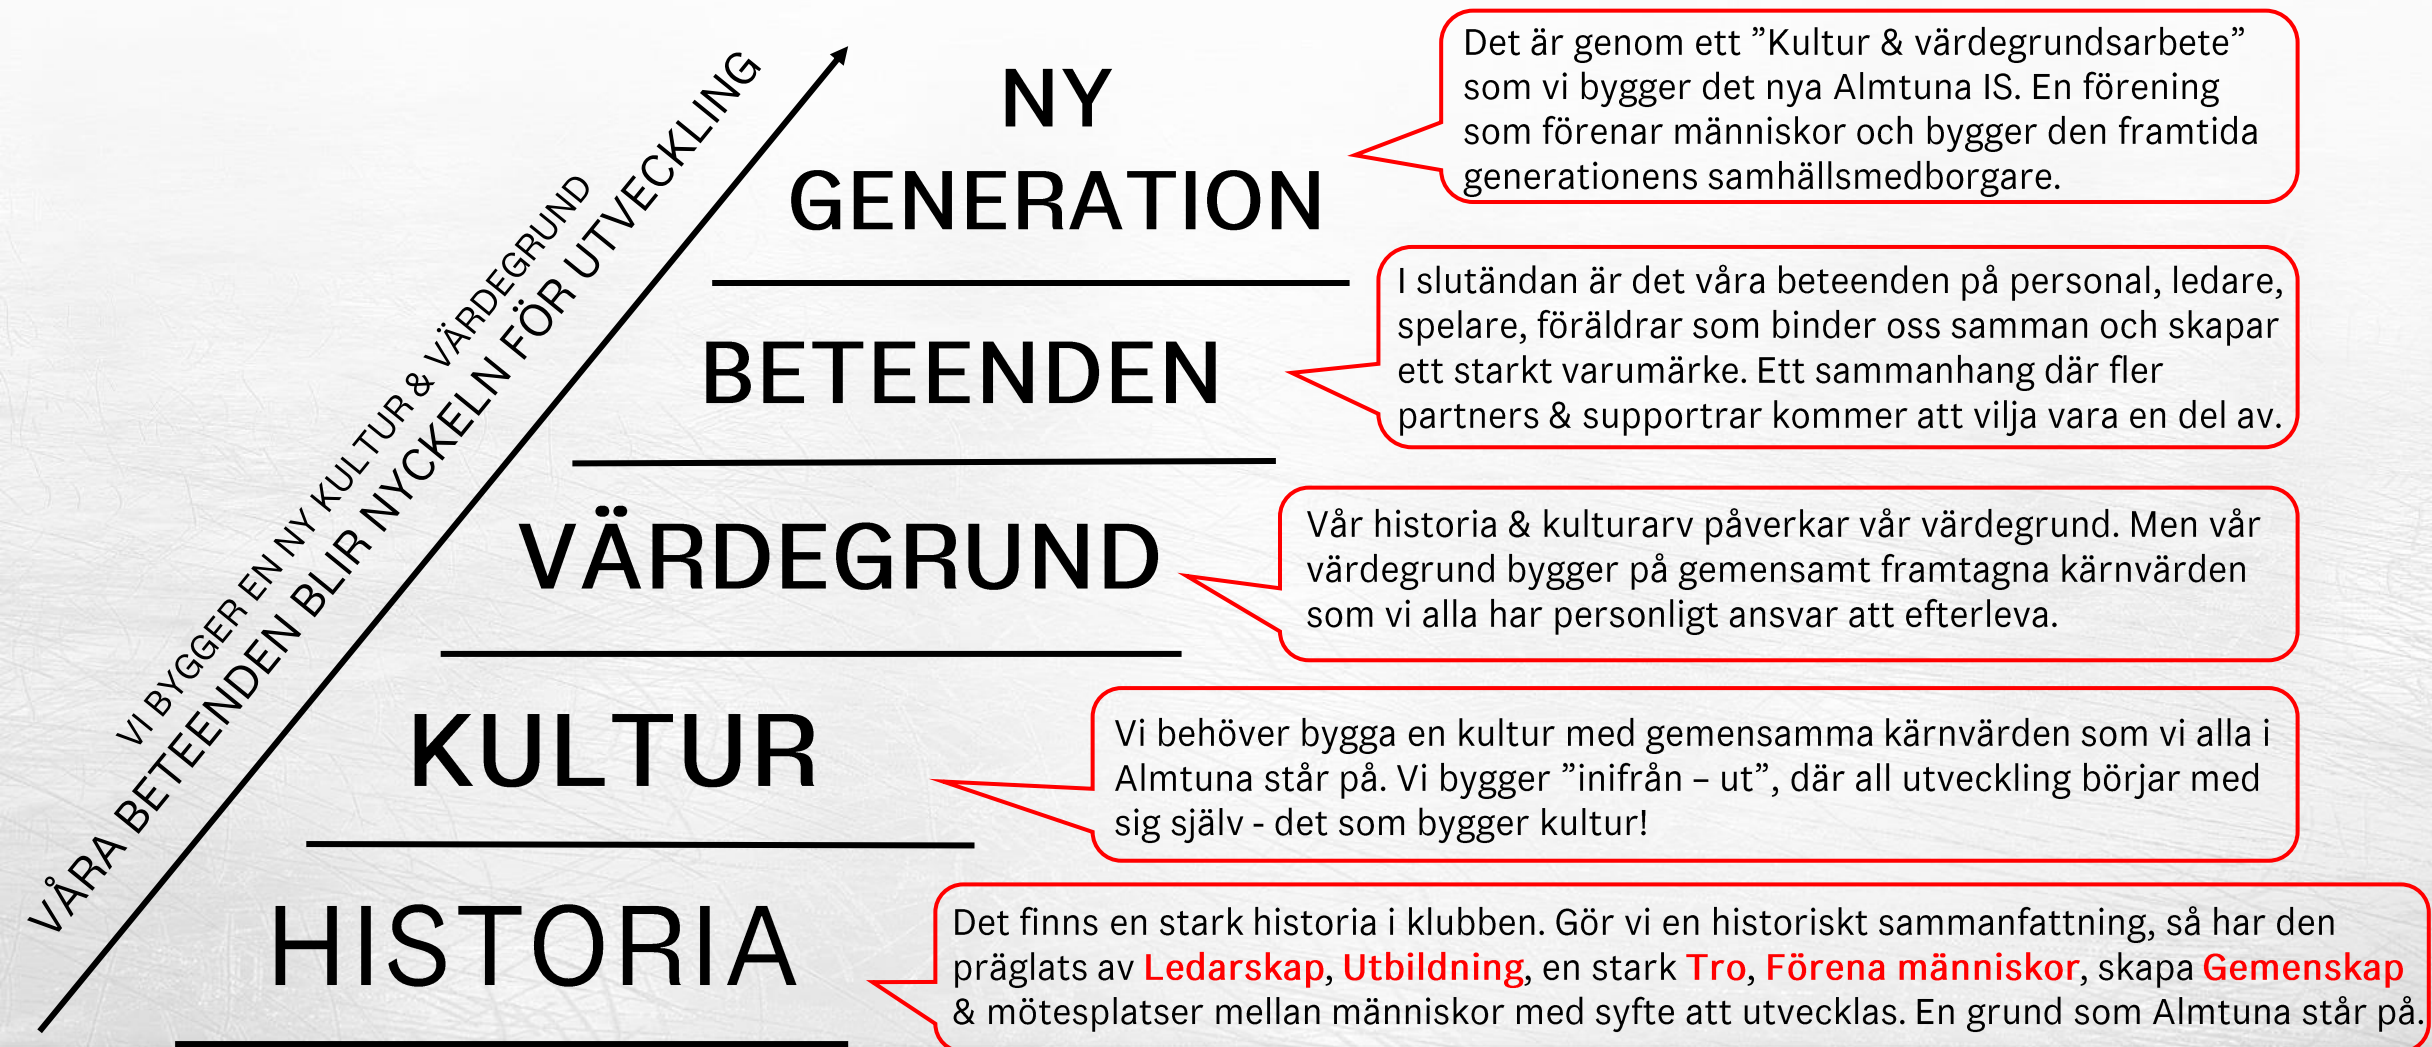 VI BYGGER EN NY KULTUR & VÄRDEGRUND
VÅRA BETEENDEN BLIR NYCKELN FÖR UTVECKLING
NY
GENERATION
Det är genom ett ”Kultur & värdegrundsarbete”
som vi bygger det nya Almtuna IS. En förening
som förenar människor och bygger den framtida
generationens samhällsmedborgare.
BETEENDEN
I slutändan är det våra beteenden på personal, ledare,
spelare, föräldrar som binder oss samman och skapar
ett starkt varumärke. Ett sammanhang där fler
partners & supportrar kommer att vilja vara en del av.
VÄRDEGRUND
Vår historia & kulturarv påverkar vår värdegrund. Men vår
värdegrund bygger på gemensamt framtagna kärnvärden
som vi alla har personligt ansvar att efterleva.
KULTUR
Vi behöver bygga en kultur med gemensamma kärnvärden som vi alla i
Almtuna står på. Vi bygger ”inifrån – ut”, där all utveckling börjar med
sig själv - det som bygger kultur!
HISTORIA
Det finns en stark historia i klubben. Gör vi en historiskt sammanfattning, så har den
präglats av Ledarskap, Utbildning, en stark Tro, Förena människor, skapa Gemenskap
& mötesplatser mellan människor med syfte att utvecklas. En grund som Almtuna står på.